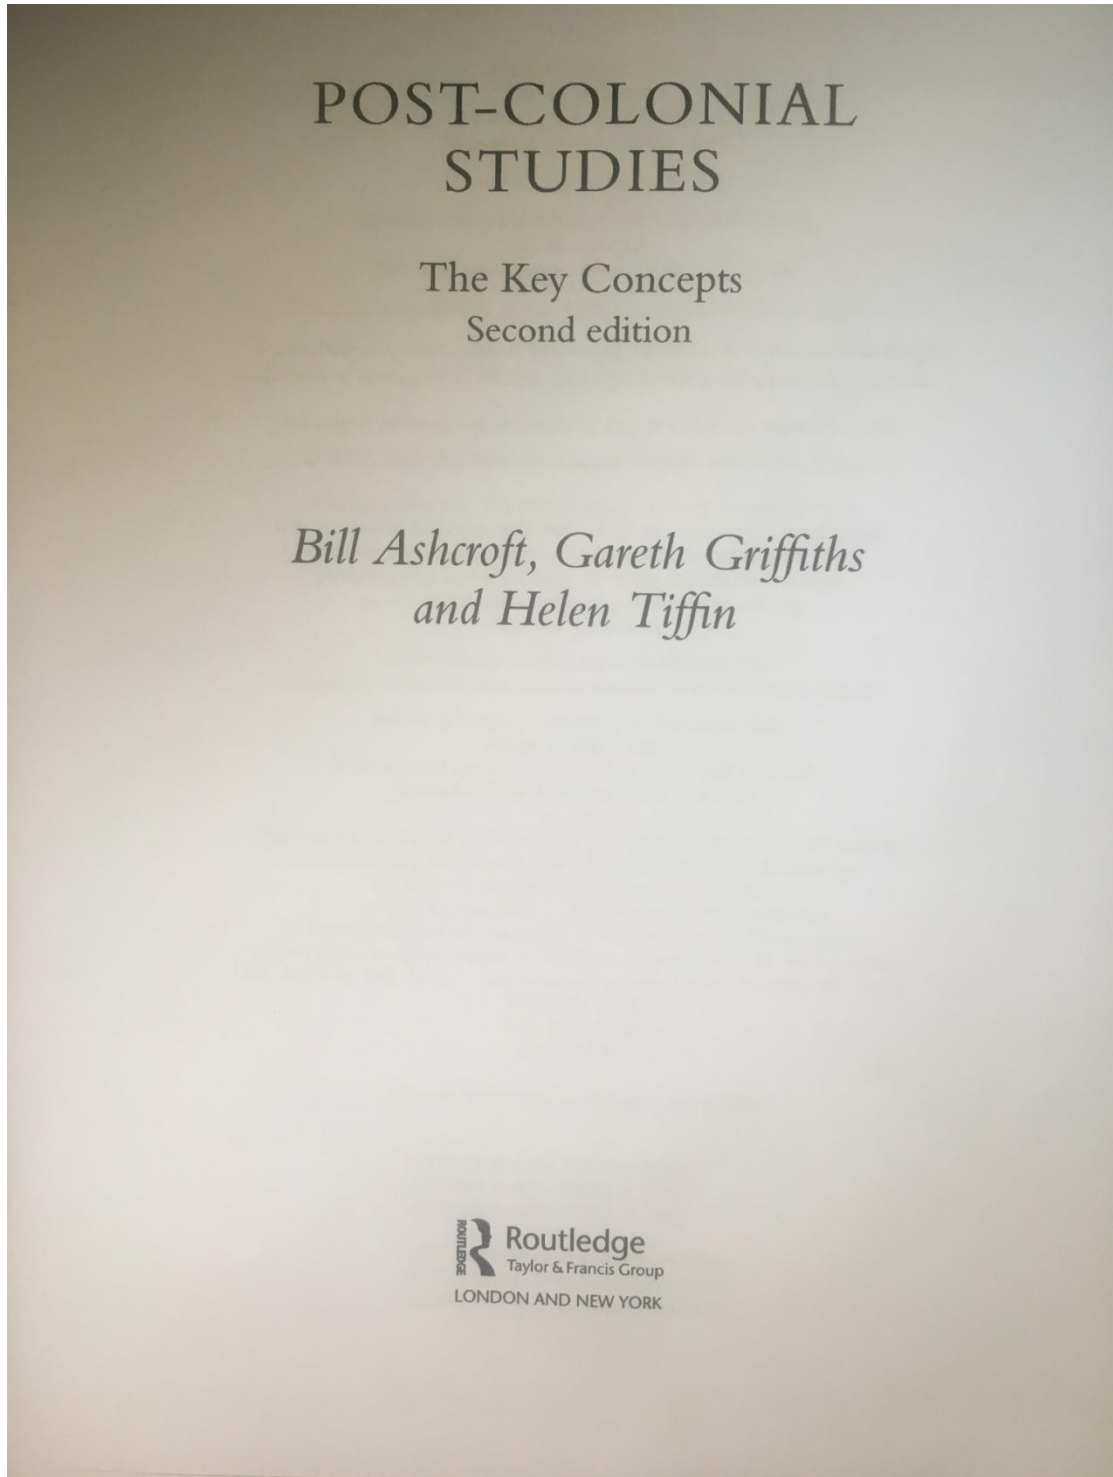 POST-COLONIAL
STUDIES
The Key Concepts
Second edition
Bill Ashcroft, Gareth Griffiths
and Helen Tiffin
ROUTLEDGE
Routledge
Taylor & Francis Group
LONDON AND NEW YORK